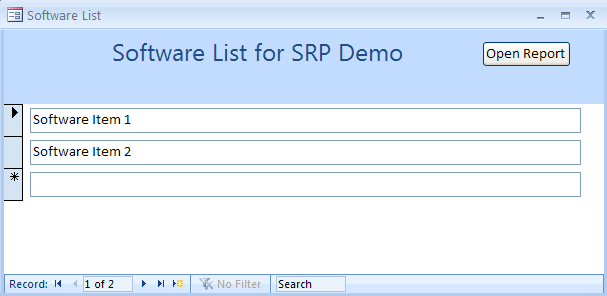 Software List
Software List for SRP Demo
Open Report
Software Item 1
Software Item 2
Record: 1 of 2 No Filter Search